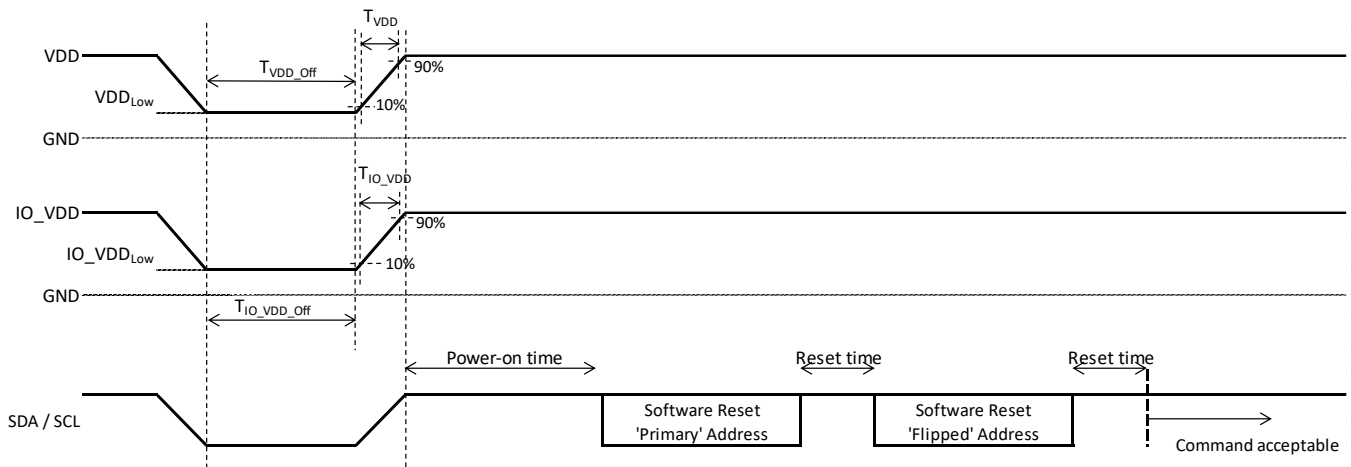 T_VDD
VDD
T_VDD_Off
90%
VDD_Low
10%
GND
T_IO_VDD
IO_VDD
90%
IO_VDD_Low
10%
GND
T_IO_VDD_Off
Power-on time
Reset time
Reset time
SDA / SCL
Software Reset
'Primary' Address
Software Reset
'Flipped' Address
Command acceptable